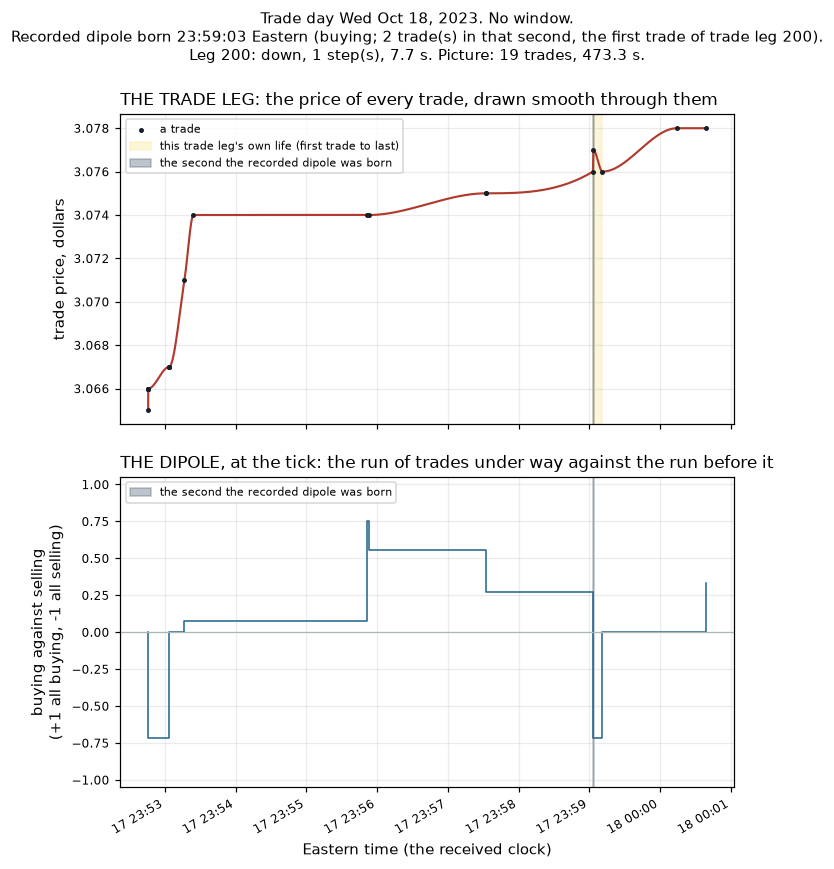 Trade day Wed Oct 18, 2023. No window.
Recorded dipole born 23:59:03 Eastern (buying; 2 trade(s) in that second, the first trade of trade leg 200).
Leg 200: down, 1 step(s), 7.7 s. Picture: 19 trades, 473.3 s.
THE TRADE LEG: the price of every trade, drawn smooth through them
a trade
this trade leg's own life (first trade to last)
the second the recorded dipole was born
3.078
3.076
3.074
3.072
3.070
3.068
3.066
trade price, dollars
THE DIPOLE, at the tick: the run of trades under way against the run before it
the second the recorded dipole was born
1.00
0.75
0.50
0.25
0.00
−0.25
−0.50
−0.75
−1.00
buying against selling
(+1 all buying, -1 all selling)
17 23:53
17 23:54
17 23:55
17 23:56
17 23:57
17 23:58
17 23:59
18 00:00
18 00:01
Eastern time (the received clock)